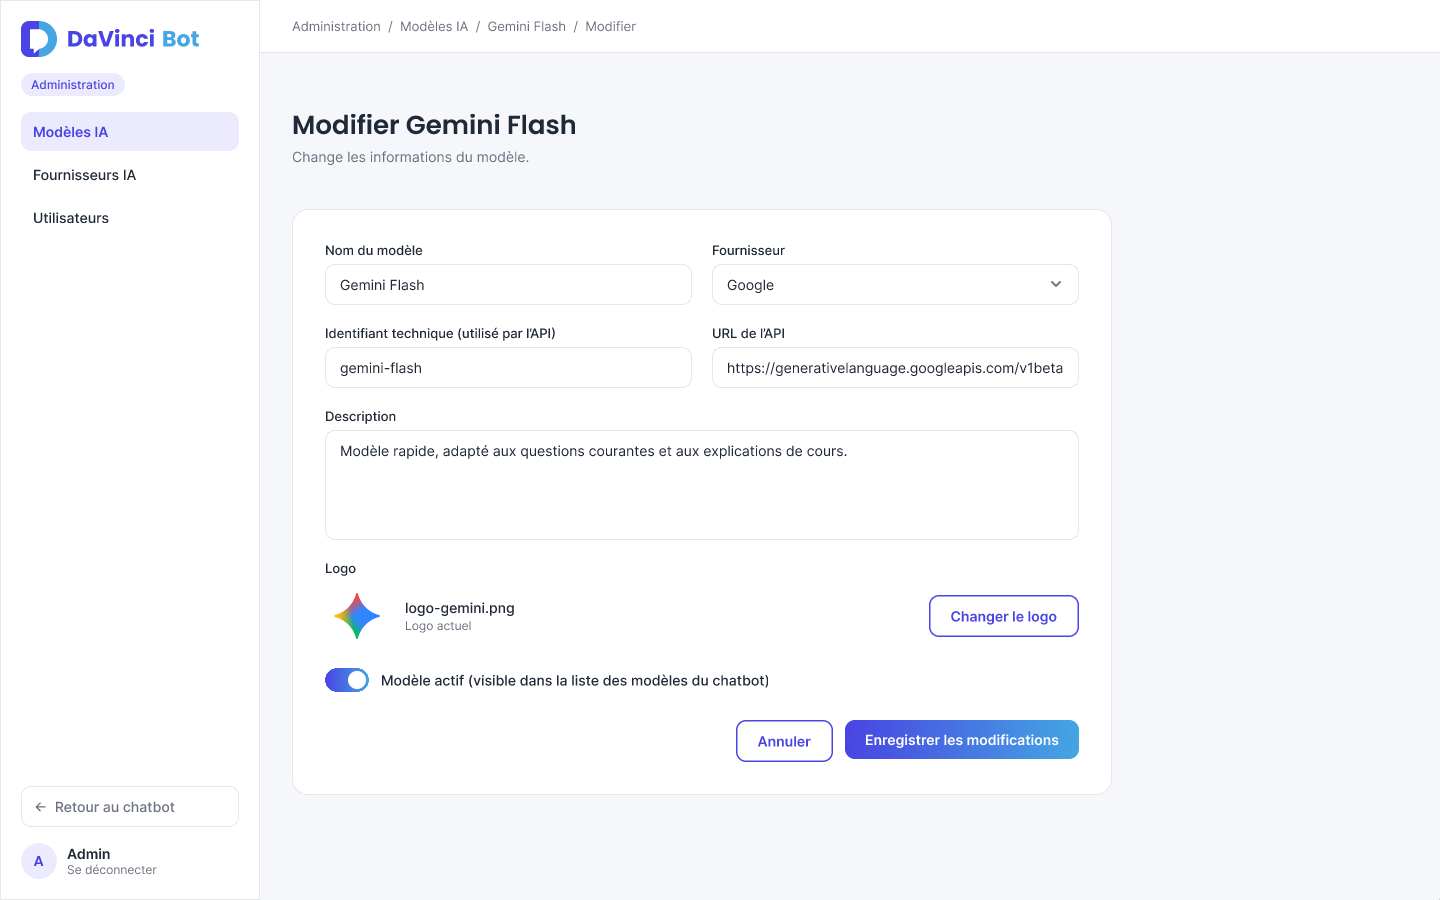 DaVinci Bot
Administration
Modèles IA
Fournisseurs IA
Utilisateurs
← Retour au chatbot
A
Admin
Se déconnecter
Administration / Modèles IA / Gemini Flash / Modifier
Modifier Gemini Flash
Change les informations du modèle.
Nom du modèle
Gemini Flash
Fournisseur
Google
Identifiant technique (utilisé par l’API)
gemini-flash
URL de l’API
https://generativelanguage.googleapis.com/v1beta
Description
Modèle rapide, adapté aux questions courantes et aux explications de cours.
Logo
logo-gemini.png
Logo actuel
Changer le logo
Modèle actif (visible dans la liste des modèles du chatbot)
Annuler
Enregistrer les modifications